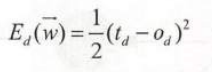 $E_d(\vec{w}) = \frac{1}{2}(t_d - o_d)^2$